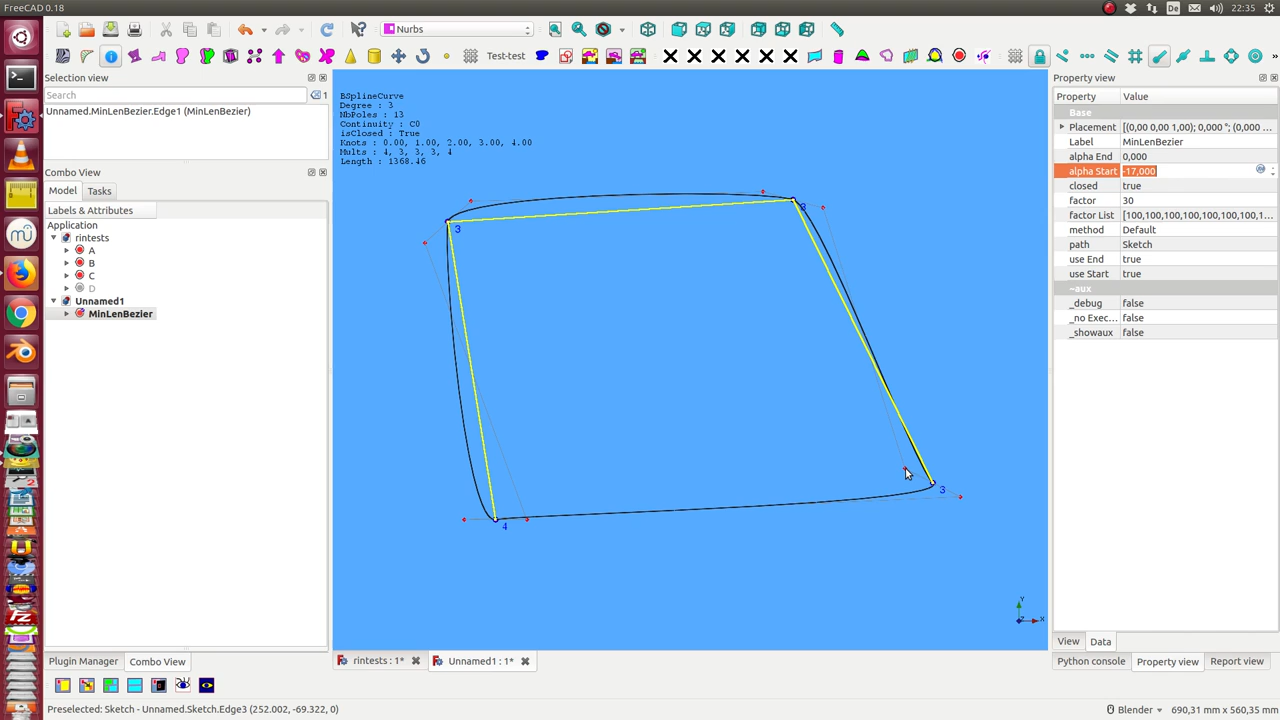 FreeCAD 0.18
De
22:35
Nurbs
Test-test
Selection view
Search
1
Unnamed.MinLenBezier.Edge1 (MinLenBezier)
Combo View
Model
Tasks
Labels & Attributes
Application
rintests
A
B
C
D
Unnamed1
MinLenBezier
Plugin Manager
Combo View
BSplineCurve
Degree : 3
NbPoles : 13
Continuity : C0
isClosed : True
Knots : 0.00, 1.00, 2.00, 3.00, 4.00
Mults : 4, 3, 3, 3, 4
Length : 1368.46
3
3
3
4
Y
Z
X
rintests : 1*
Unnamed1 : 1*
Property view
Property Value
Base
Placement [(0,00 0,00 1,00); 0,000 °; (0,000 ...
Label MinLenBezier
alpha End 0,000
alpha Start -17,000
closed true
factor 30
factor List [100,100,100,100,100,100,100,1...
method Default
path Sketch
use End true
use Start true
~aux
_debug false
_no Exec... false
_showaux false
View
Data
Python console
Property view
Report view
Preselected: Sketch - Unnamed.Sketch.Edge3 (252.002, -69.322, 0)
Blender
690,31 mm x 560,35 mm